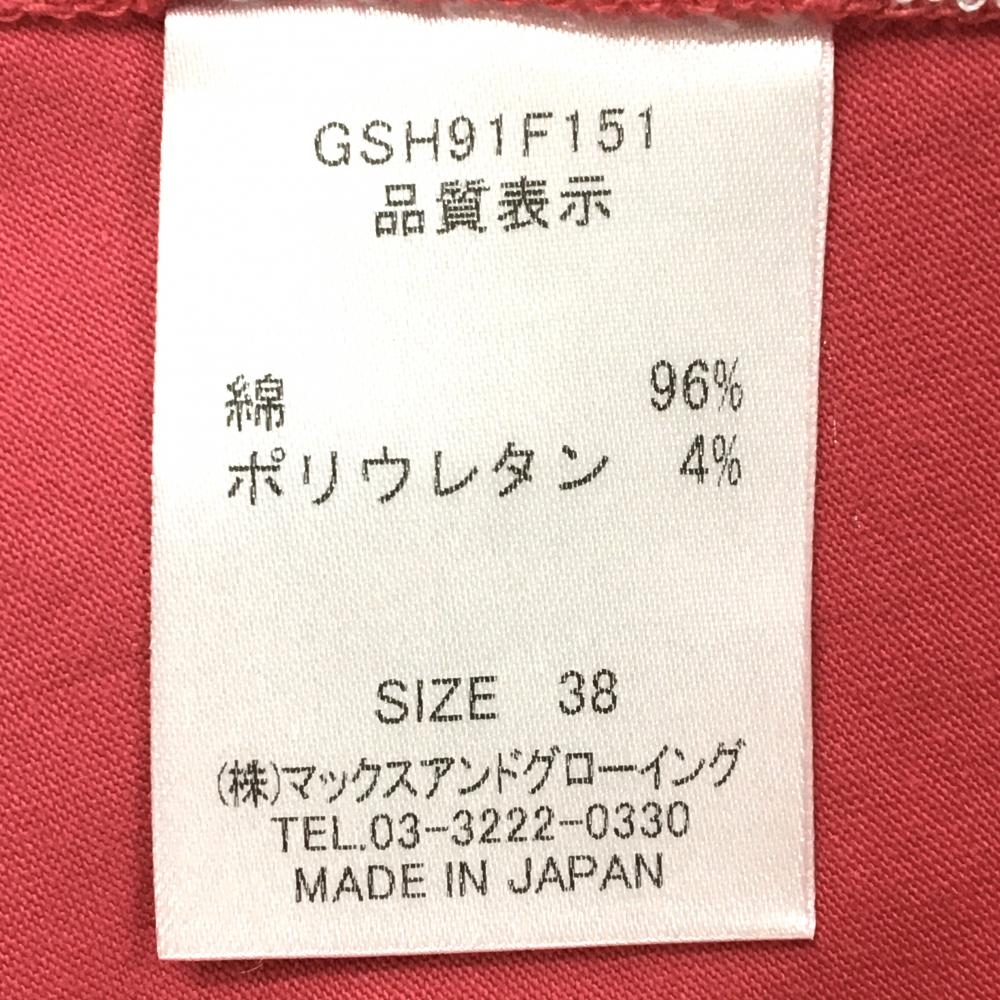 GSH91F151
品質表示
綿 96%
ポリウレタン 4%
SIZE 38
(株)マックスアンドグローイング
TEL.03-3222-0330
MADE IN JAPAN